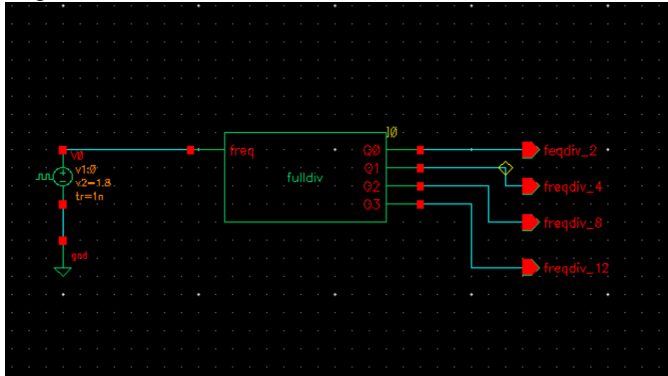 I0
V0
freq
Q0
feqdiv_2
v1:0
Q1
v2=1.8
fulldiv
Q2
freqdiv_4
tr=1n
Q3
freqdiv_8
gnd
freqdiv_12